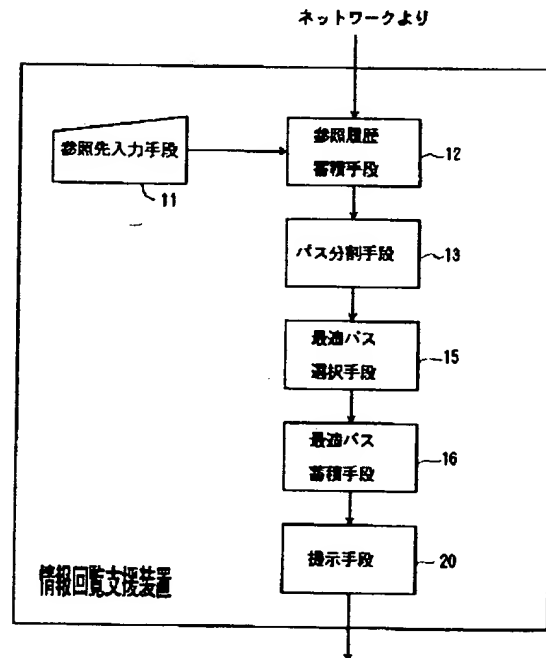 ネットワークより
参照先入力手段
11
参照履歴
蓄積手段
12
パス分割手段
13
最適パス
選択手段
15
最適パス
蓄積手段
16
提示手段
20
情報回覧支援装置